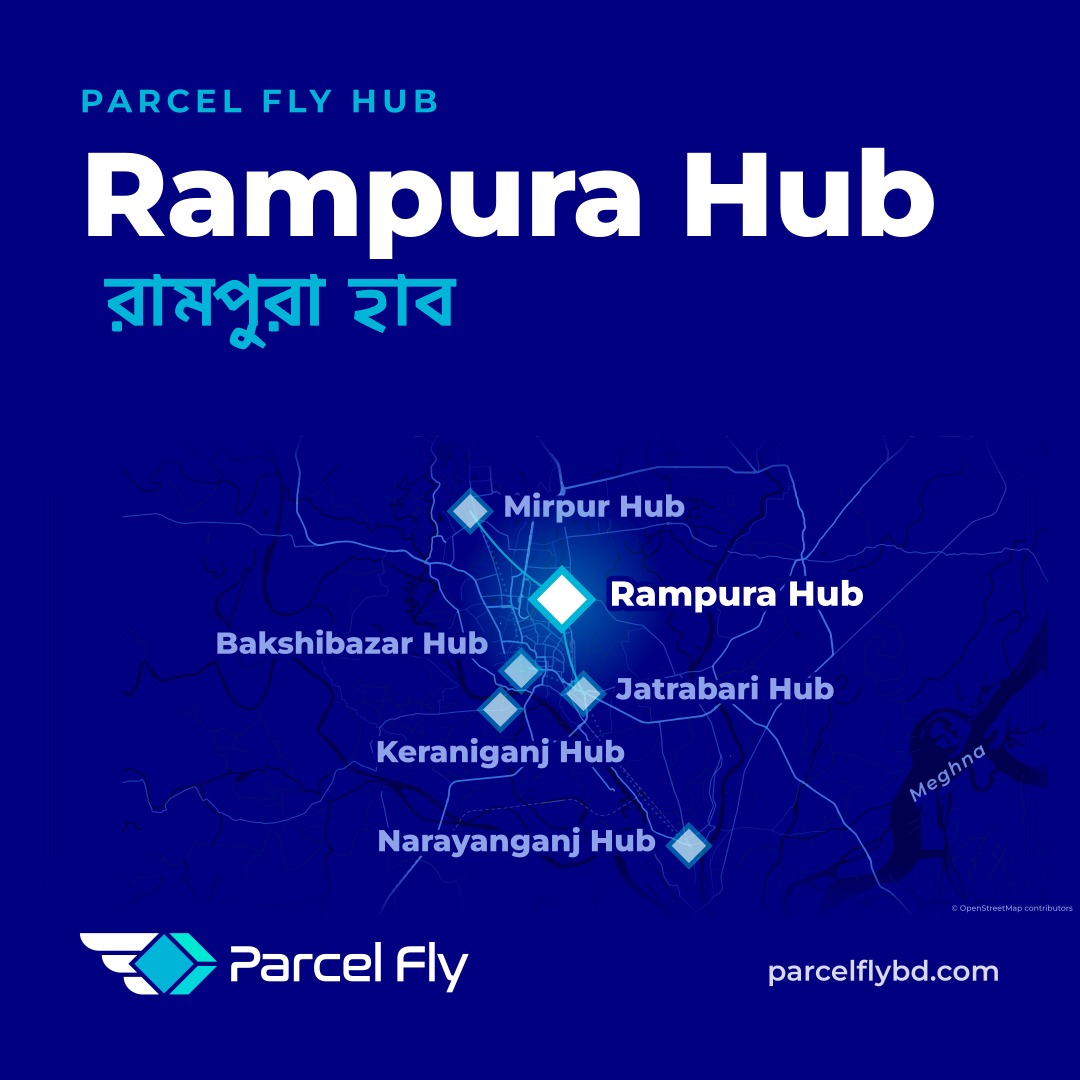 PARCEL FLY HUB
Rampura Hub
রামপুরা হাব
Mirpur Hub
Rampura Hub
Bakshibazar Hub
Jatrabari Hub
Keraniganj Hub
Meghna
Narayanganj Hub
© OpenStreetMap contributors
Parcel Fly
parcelflybd.com